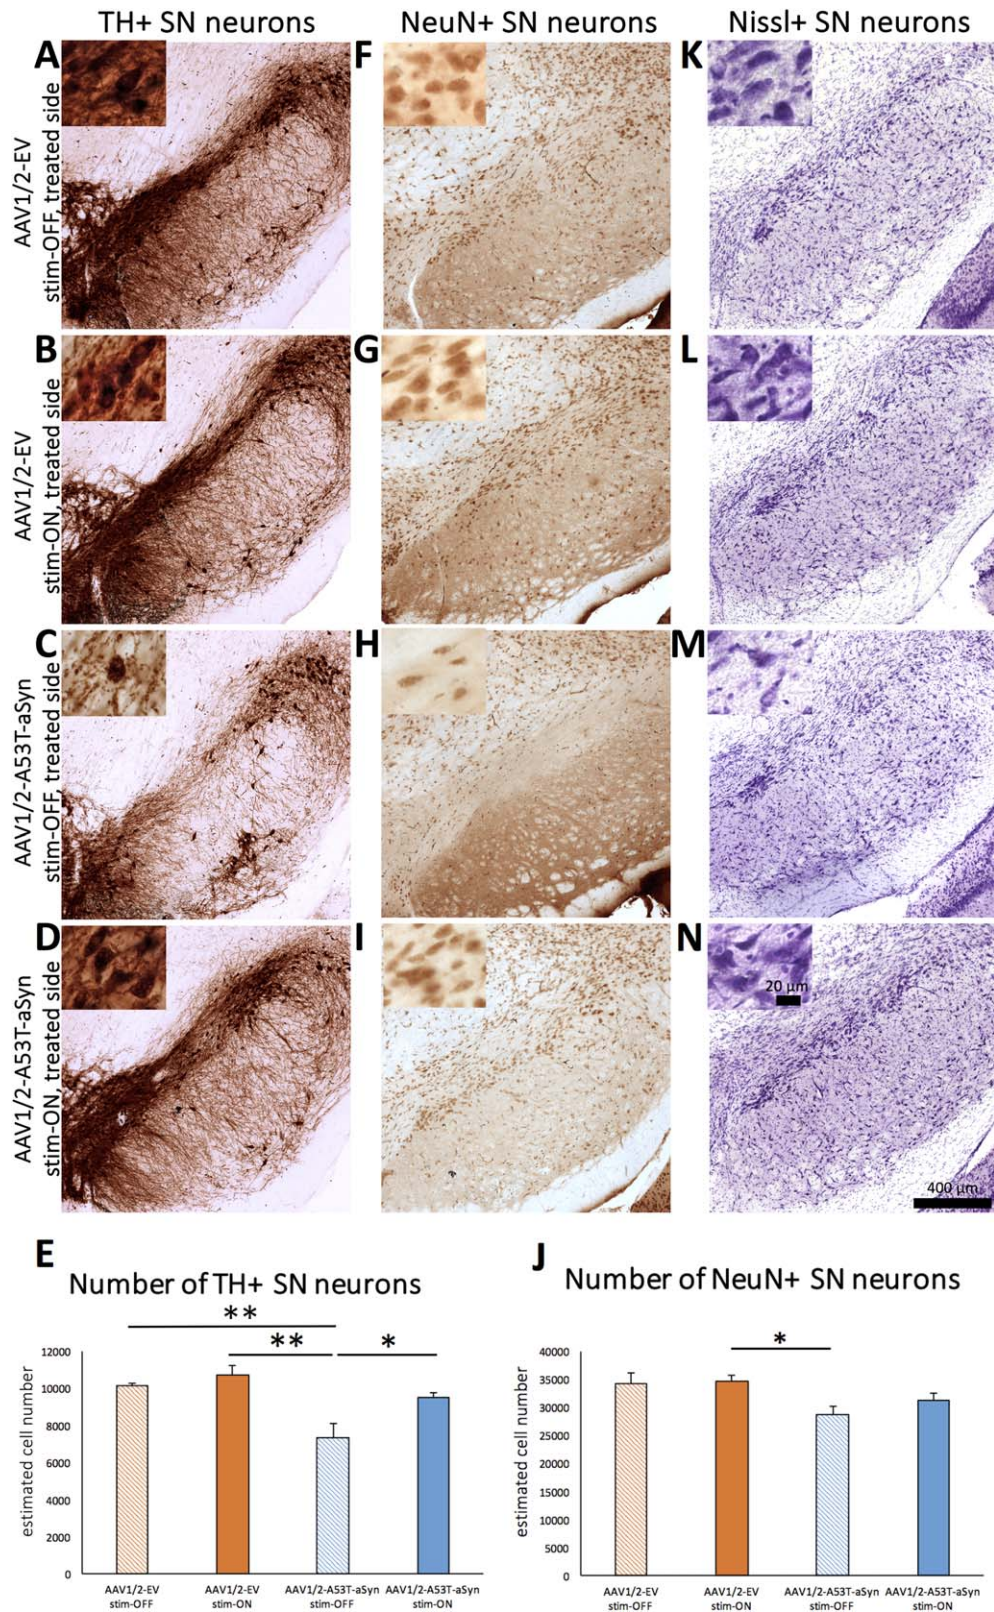 TH+ SN neurons
NeuN+ SN neurons
Nissl+ SN neurons
A
F
K
AAV1/2-EV
stim-OFF, treated side
B
G
L
AAV1/2-EV
stim-ON, treated side
C
H
M
AAV1/2-A53T-aSyn
stim-OFF, treated side
D
I
N
AAV1/2-A53T-aSyn
stim-ON, treated side
20 µm
400 µm
E
Number of TH+ SN neurons
**
** *
estimated cell number
12000
10000
8000
6000
4000
2000
0
AAV1/2-EV
stim-OFF
AAV1/2-EV
stim-ON
AAV1/2-A53T-aSyn
stim-OFF
AAV1/2-A53T-aSyn
stim-ON
J
Number of NeuN+ SN neurons
*
estimated cell number
40000
35000
30000
25000
20000
15000
10000
5000
0
AAV1/2-EV
stim-OFF
AAV1/2-EV
stim-ON
AAV1/2-A53T-aSyn
stim-OFF
AAV1/2-A53T-aSyn
stim-ON